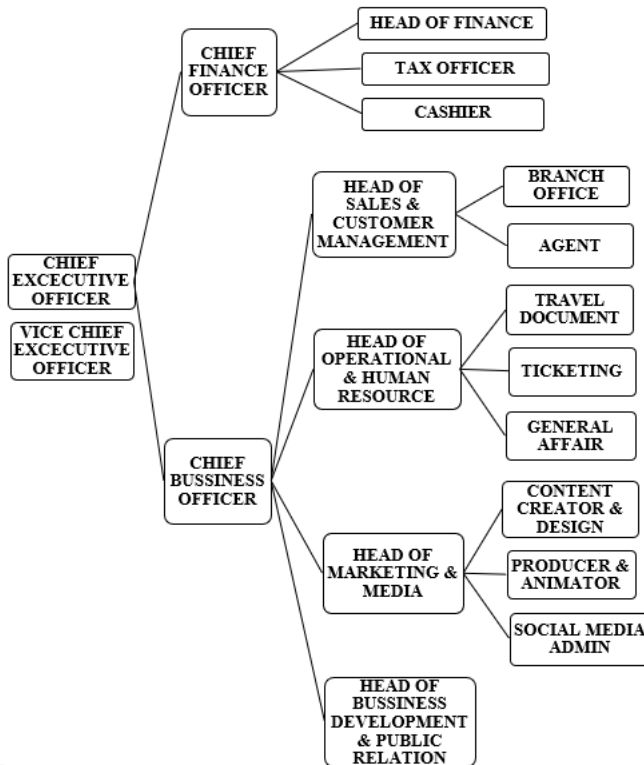 HEAD OF FINANCE
CHIEF
FINANCE
OFFICER
TAX OFFICER
CASHIER
HEAD OF
SALES &
CUSTOMER
MANAGEMENT
BRANCH
OFFICE
AGENT
CHIEF
EXCECUTIVE
OFFICER
VICE CHIEF
EXCECUTIVE
OFFICER
HEAD OF
OPERATIONAL
& HUMAN
RESOURCE
TRAVEL
DOCUMENT
TICKETING
GENERAL
AFFAIR
CHIEF
BUSSINESS
OFFICER
HEAD OF
MARKETING &
MEDIA
CONTENT
CREATOR &
DESIGN
PRODUCER &
ANIMATOR
SOCIAL MEDIA
ADMIN
HEAD OF
BUSSINESS
DEVELOPMENT
& PUBLIC
RELATION